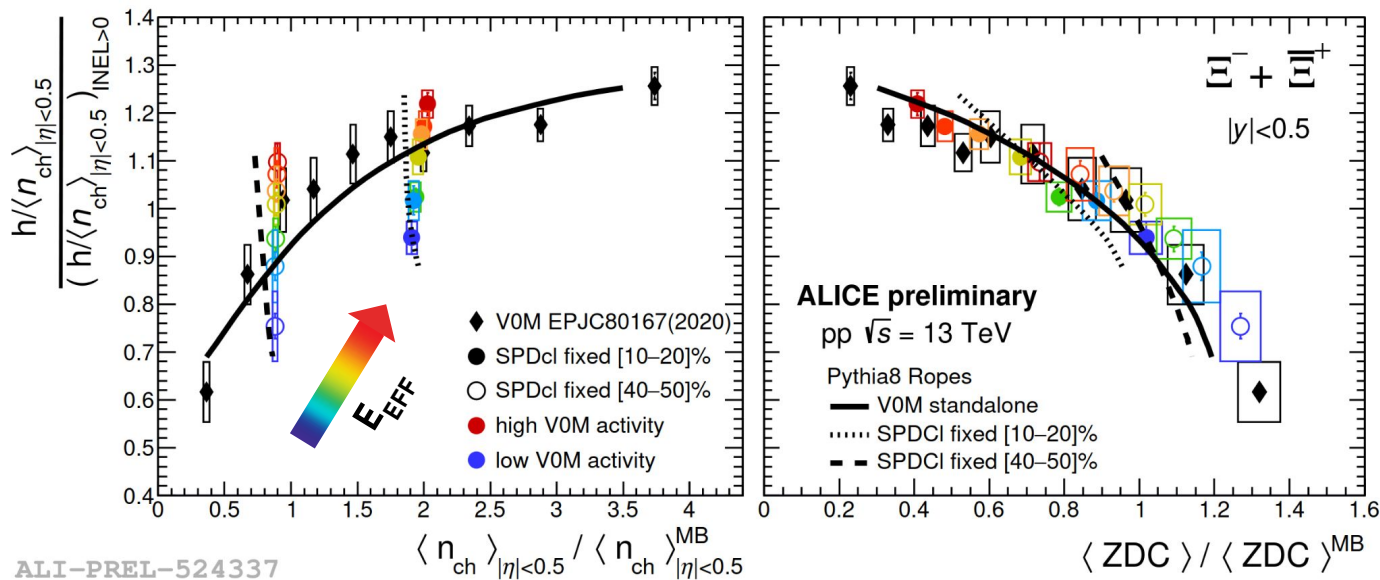 h/⟨n_ch⟩_|η|<0.5
(h/⟨n_ch⟩_|η|<0.5)_INEL>0
1.4
1.3
1.2
1.1
1
0.9
0.8
0.7
0.6
0.5
0.4
E_EFF
V0M EPJC80167(2020)
SPDcl fixed [10–20]%
SPDcl fixed [40–50]%
high V0M activity
low V0M activity
0 0.5 1 1.5 2 2.5 3 3.5 4
⟨ n_ch ⟩_|η|<0.5 / ⟨ n_ch ⟩^MB_|η|<0.5
Ξ⁻ + Ξ̅⁺
|y|<0.5
ALICE preliminary
pp √s = 13 TeV
Pythia8 Ropes
V0M standalone
SPDCl fixed [10–20]%
SPDCl fixed [40–50]%
0 0.2 0.4 0.6 0.8 1 1.2 1.4 1.6
⟨ ZDC ⟩ / ⟨ ZDC ⟩^MB
ALI-PREL-524337